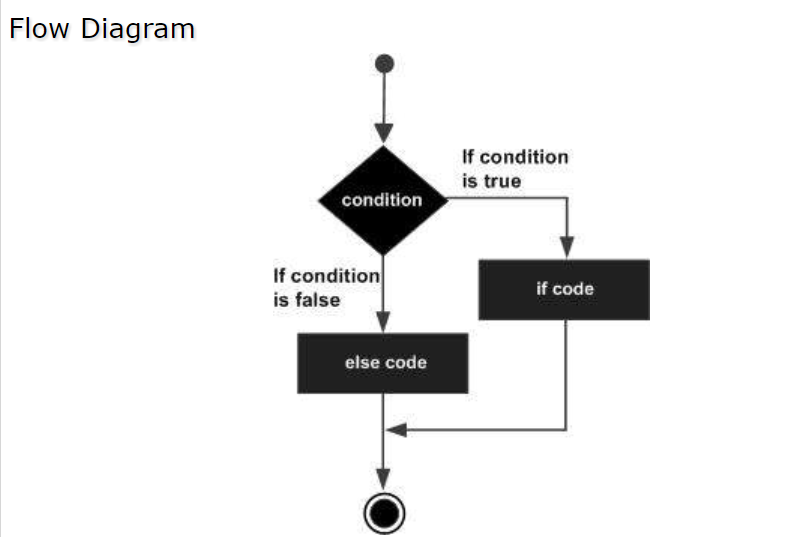 Flow Diagram
If condition
is true
condition
If condition
is false
if code
else code